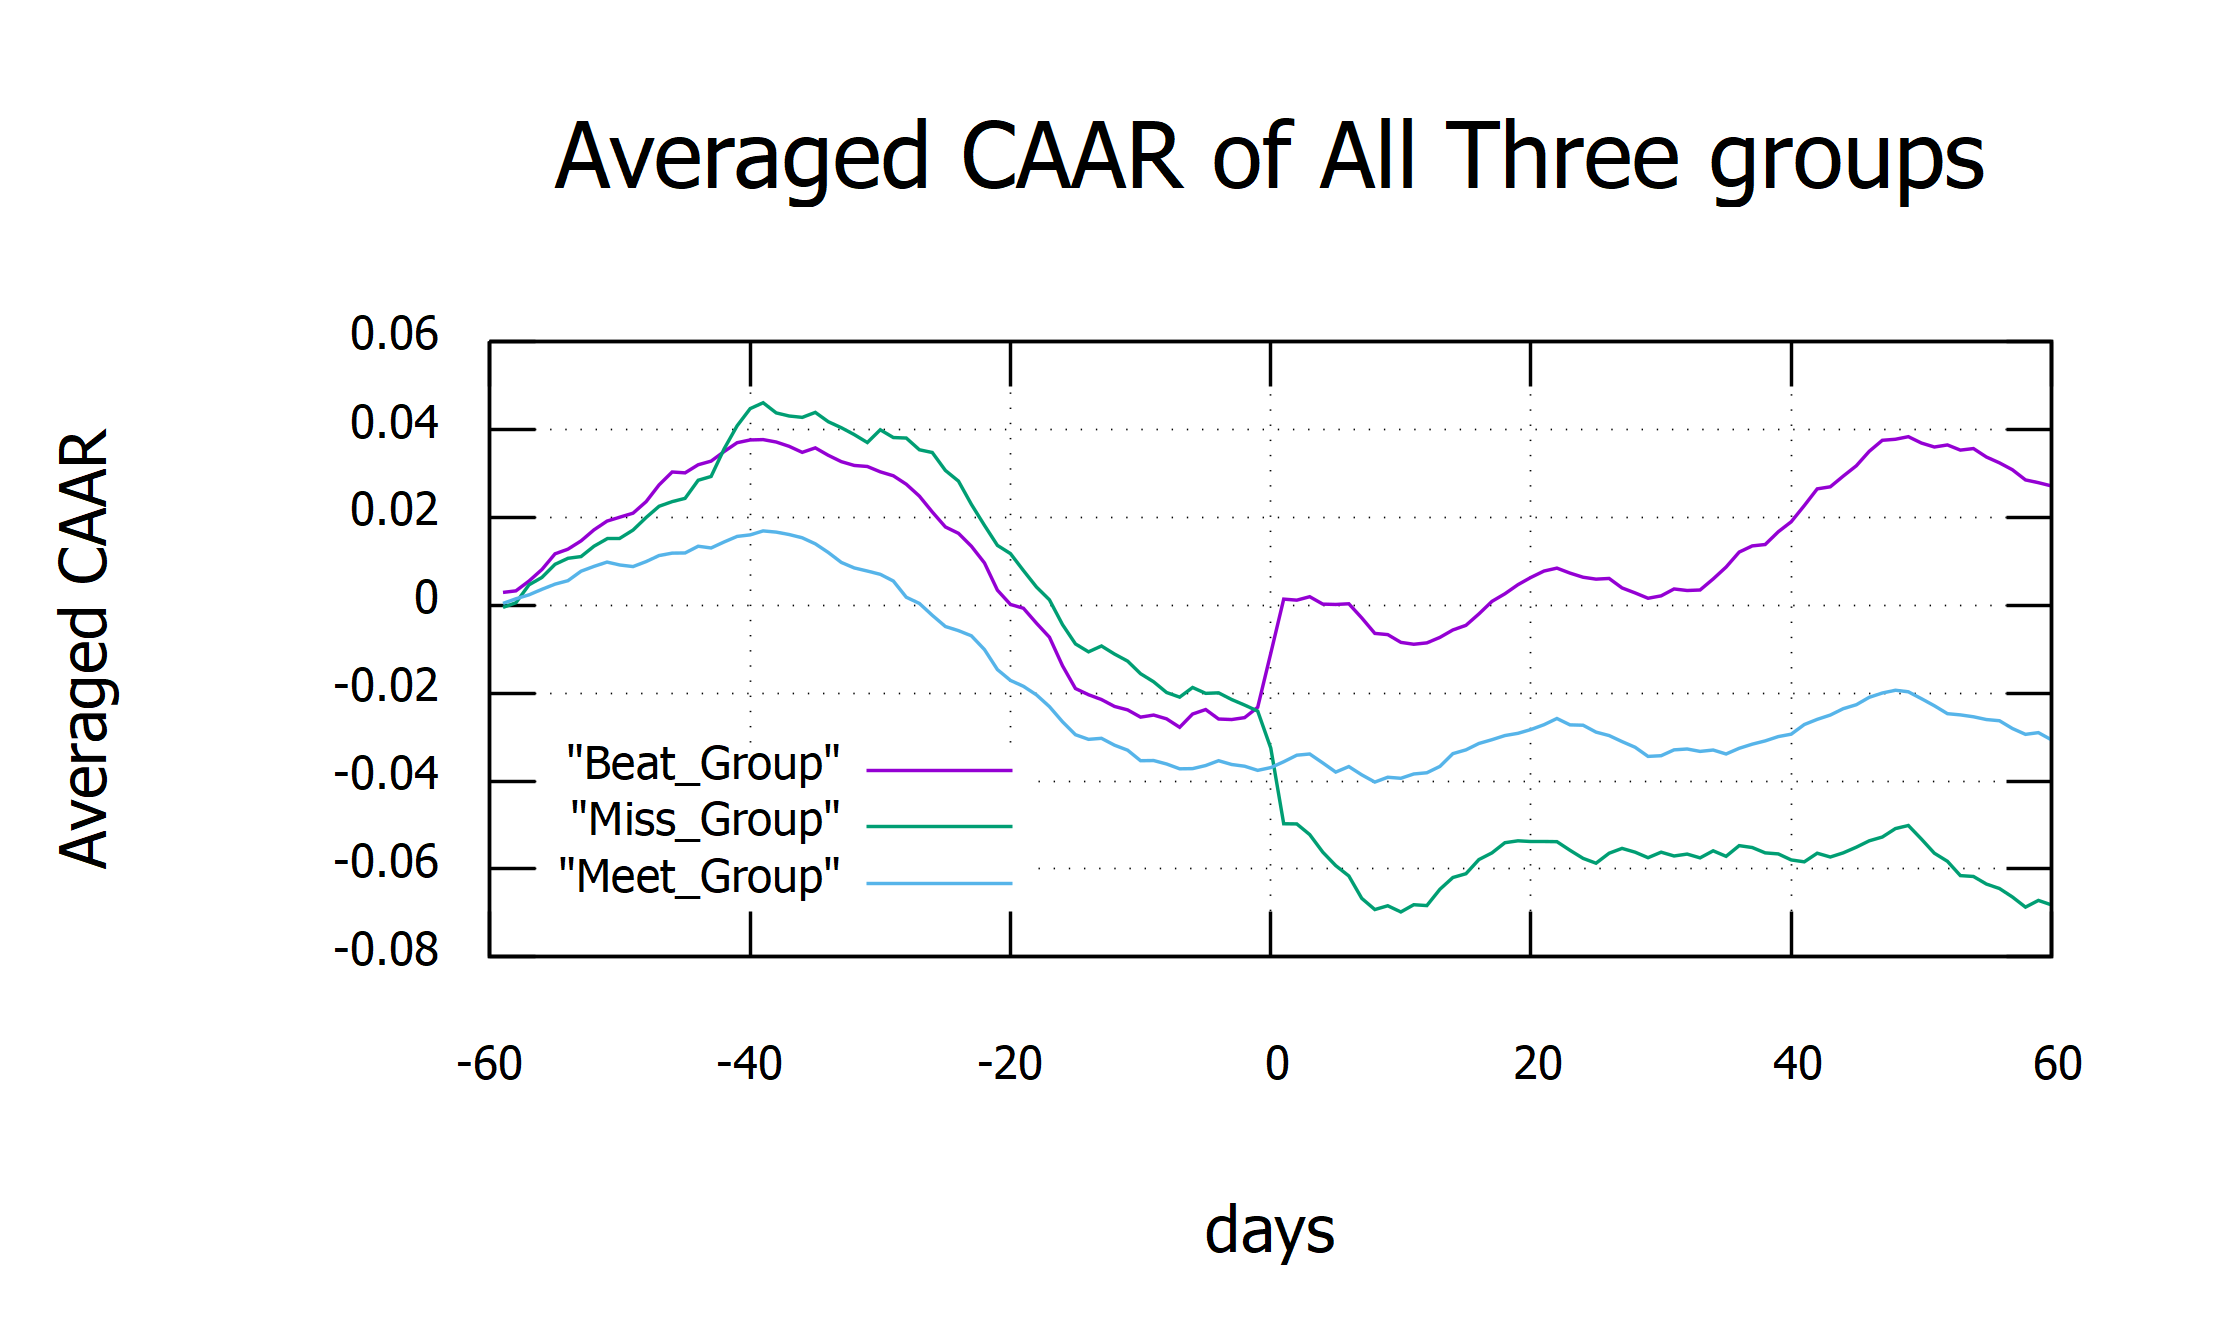 Averaged CAAR of All Three groups
Averaged CAAR
0.06
0.04
0.02
0
-0.02
-0.04
-0.06
-0.08
"Beat_Group"
"Miss_Group"
"Meet_Group"
-60 -40 -20 0 20 40 60
days